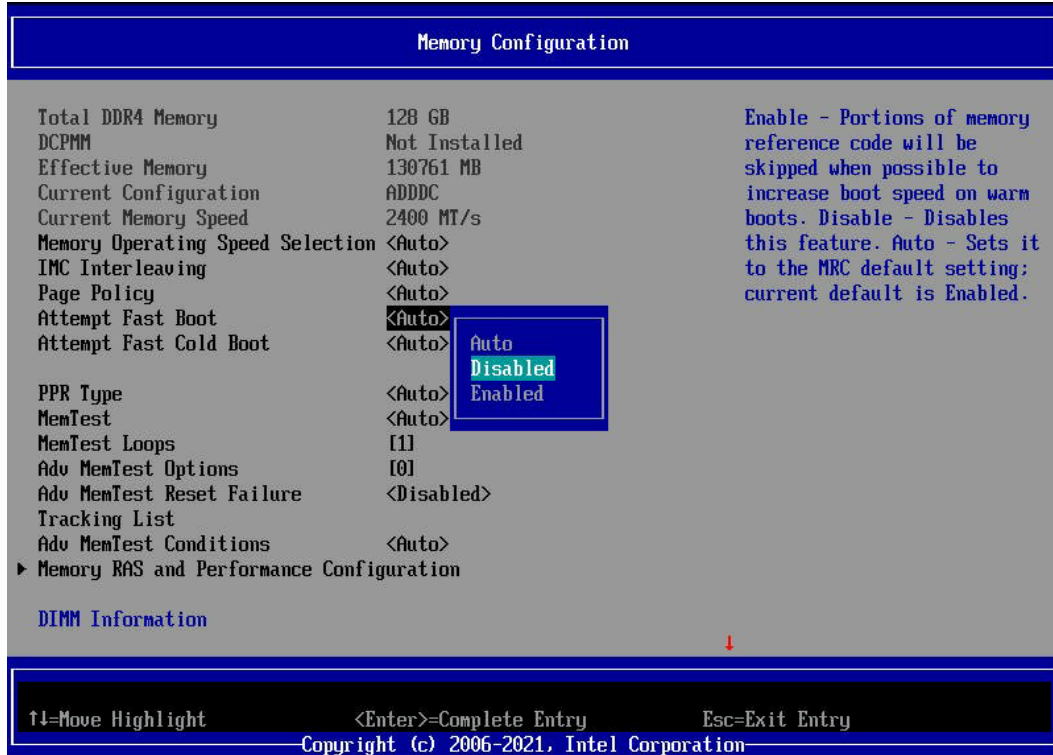 Memory Configuration
Total DDR4 Memory 128 GB
DCPMM Not Installed
Effective Memory 130761 MB
Current Configuration ADDDC
Current Memory Speed 2400 MT/s
Memory Operating Speed Selection <Auto>
IMC Interleaving <Auto>
Page Policy <Auto>
Attempt Fast Boot <Auto>
Attempt Fast Cold Boot <Auto>
PPR Type <Auto>
MemTest <Auto>
MemTest Loops [1]
Adv MemTest Options [0]
Adv MemTest Reset Failure <Disabled>
Tracking List
Adv MemTest Conditions <Auto>
▶ Memory RAS and Performance Configuration
DIMM Information
Auto
Disabled
Enabled
Enable - Portions of memory
reference code will be
skipped when possible to
increase boot speed on warm
boots. Disable - Disables
this feature. Auto - Sets it
to the MRC default setting;
current default is Enabled.
↓
↑↓=Move Highlight <Enter>=Complete Entry Esc=Exit Entry
Copyright (c) 2006-2021, Intel Corporation